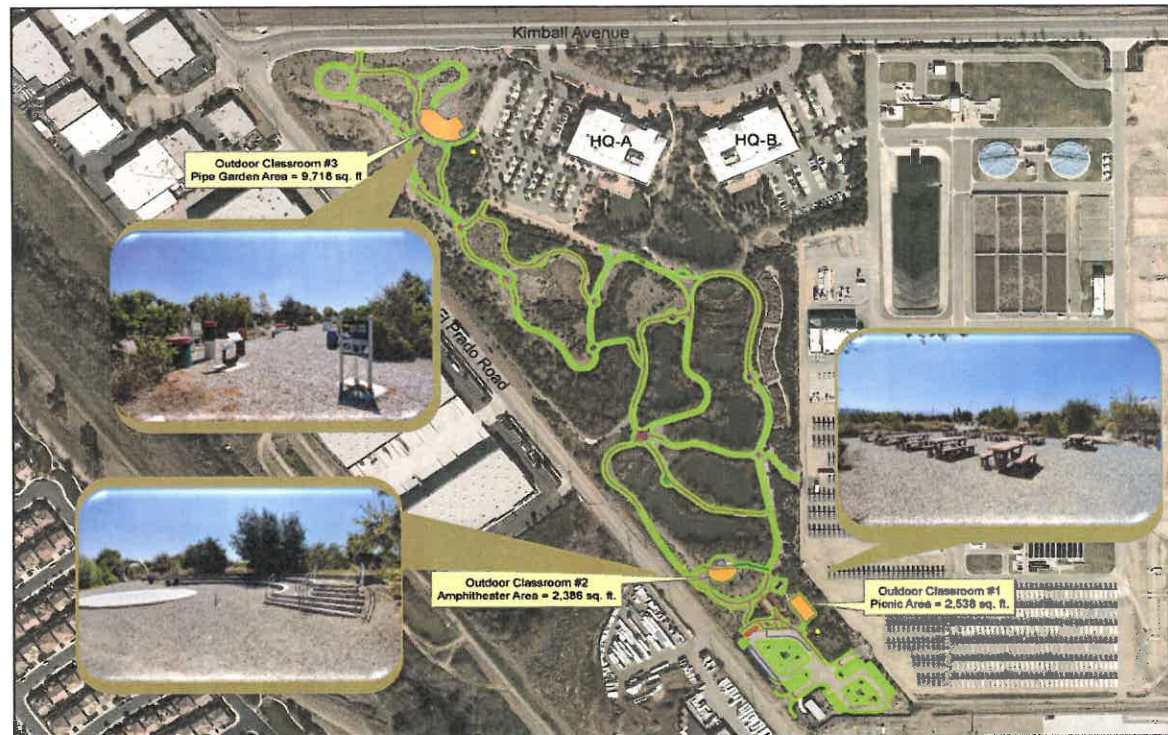 Kimball Avenue
HQ-A
HQ-B
Outdoor Classroom #3
Pipe Garden Area = 9,718 sq. ft
El Prado Road
Outdoor Classroom #2
Amphitheater Area = 2,386 sq. ft.
Outdoor Classroom #1
Picnic Area = 2,538 sq. ft.